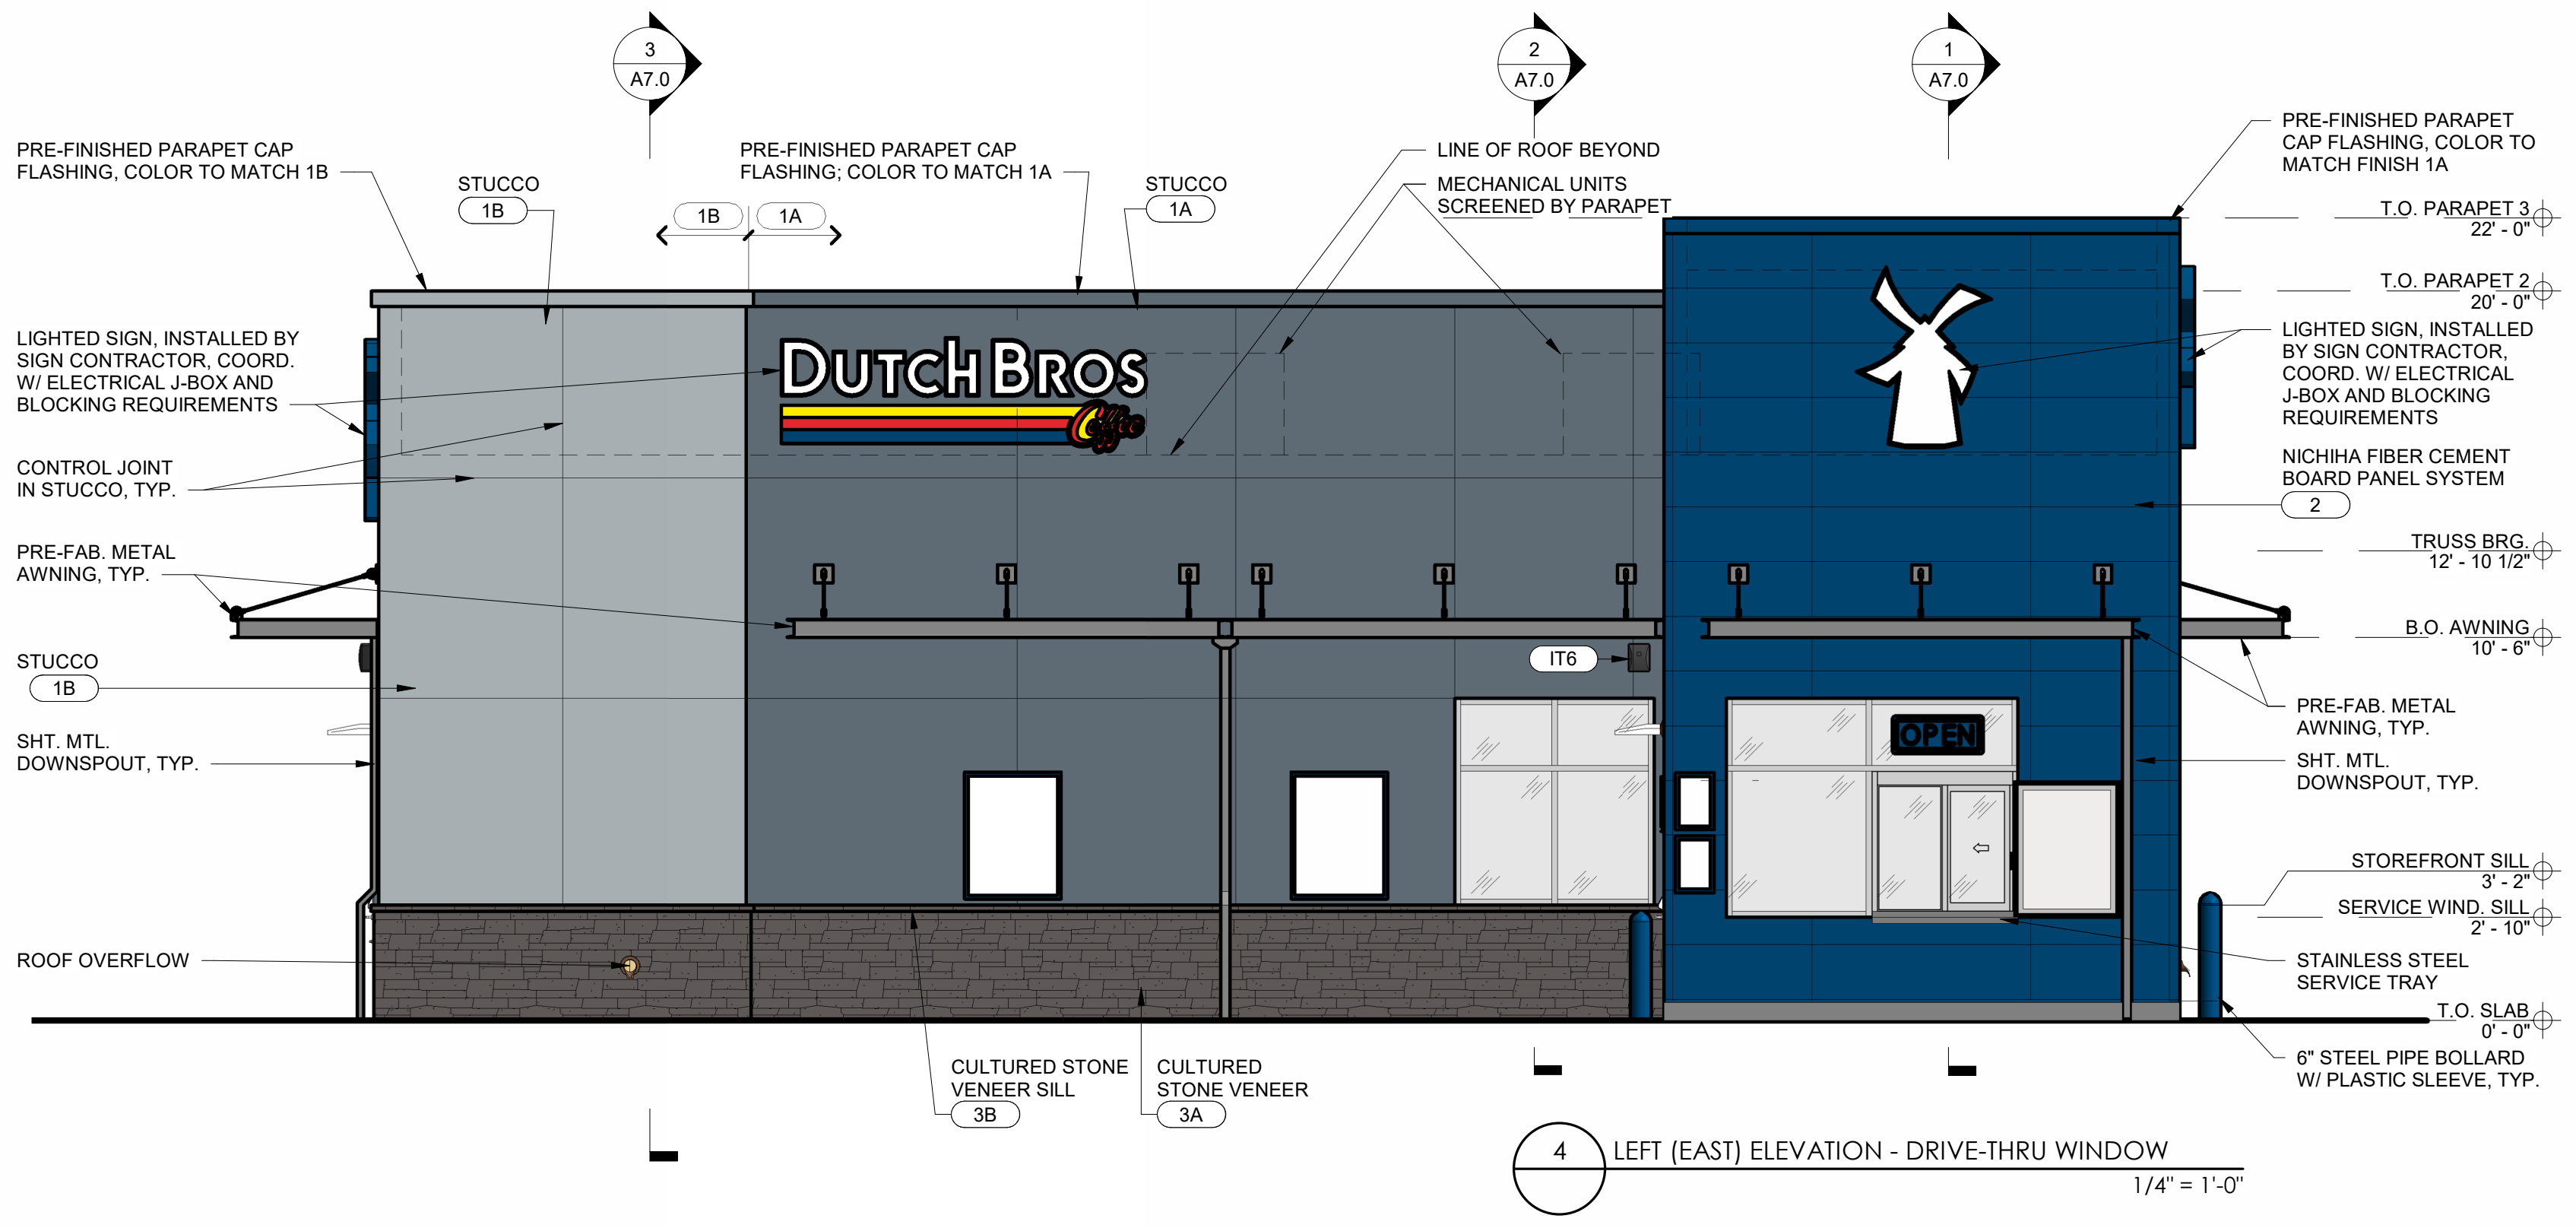 3
A7.0
2
A7.0
1
A7.0
PRE-FINISHED PARAPET CAP
FLASHING, COLOR TO MATCH 1B
STUCCO
1B
1B
1A
PRE-FINISHED PARAPET CAP
FLASHING; COLOR TO MATCH 1A
STUCCO
1A
LINE OF ROOF BEYOND
MECHANICAL UNITS
SCREENED BY PARAPET
PRE-FINISHED PARAPET
CAP FLASHING, COLOR TO
MATCH FINISH 1A
T.O. PARAPET 3
22' - 0"
T.O. PARAPET 2
20' - 0"
LIGHTED SIGN, INSTALLED BY
SIGN CONTRACTOR, COORD.
W/ ELECTRICAL J-BOX AND
BLOCKING REQUIREMENTS
DUTCH BROS
LIGHTED SIGN, INSTALLED
BY SIGN CONTRACTOR,
COORD. W/ ELECTRICAL
J-BOX AND BLOCKING
REQUIREMENTS
CONTROL JOINT
IN STUCCO, TYP.
NICHIHA FIBER CEMENT
BOARD PANEL SYSTEM
2
PRE-FAB. METAL
AWNING, TYP.
TRUSS BRG.
12' - 10 1/2"
B.O. AWNING
10' - 6"
STUCCO
1B
IT6
PRE-FAB. METAL
AWNING, TYP.
OPEN
SHT. MTL.
DOWNSPOUT, TYP.
SHT. MTL.
DOWNSPOUT, TYP.
STOREFRONT SILL
3' - 2"
SERVICE WIND. SILL
2' - 10"
ROOF OVERFLOW
STAINLESS STEEL
SERVICE TRAY
T.O. SLAB
0' - 0"
CULTURED STONE
VENEER SILL
3B
CULTURED
STONE VENEER
3A
6" STEEL PIPE BOLLARD
W/ PLASTIC SLEEVE, TYP.
4
LEFT (EAST) ELEVATION - DRIVE-THRU WINDOW
1/4" = 1'-0"